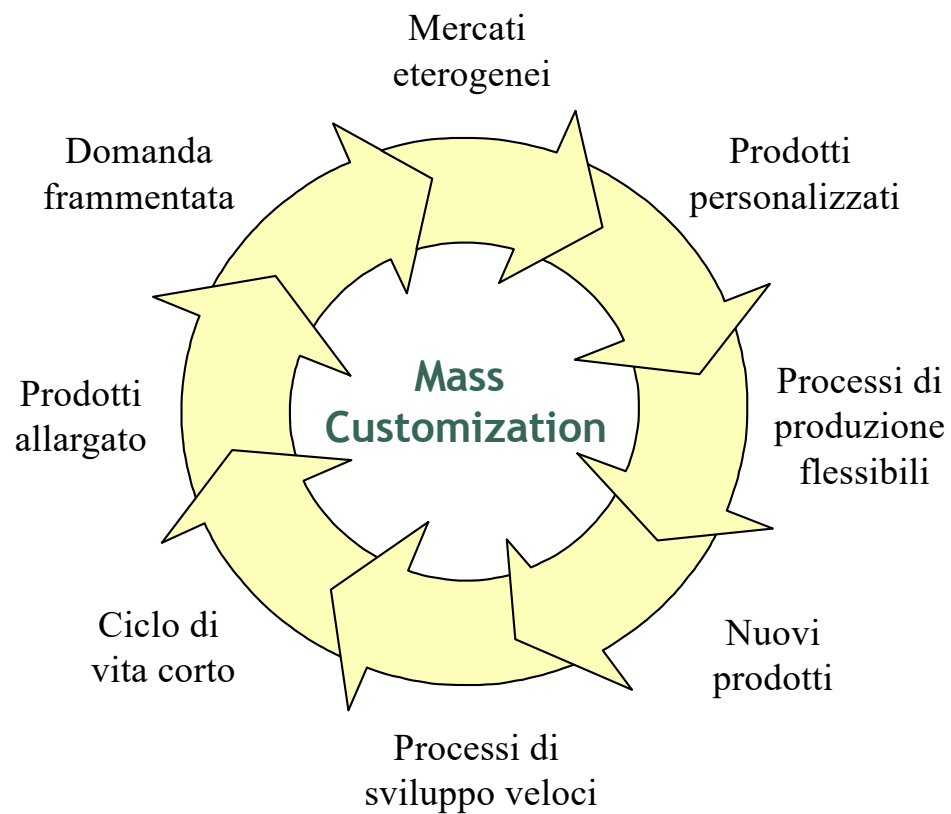 Mercati
eterogenei
Domanda
frammentata
Prodotti
personalizzati
Prodotti
allargato
Mass
Customization
Processi di
produzione
flessibili
Ciclo di
vita corto
Nuovi
prodotti
Processi di
sviluppo veloci